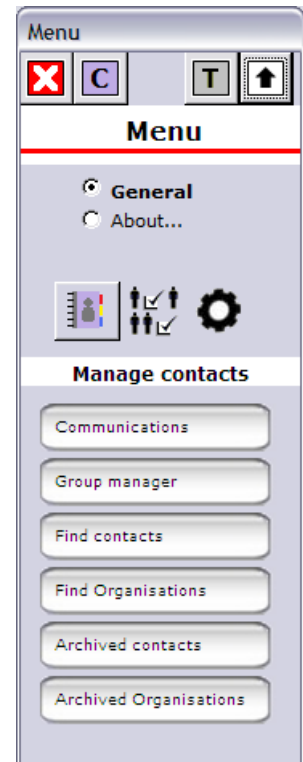 Menu
C T
Menu
General
About...
Manage contacts
Communications
Group manager
Find contacts
Find Organisations
Archived contacts
Archived Organisations